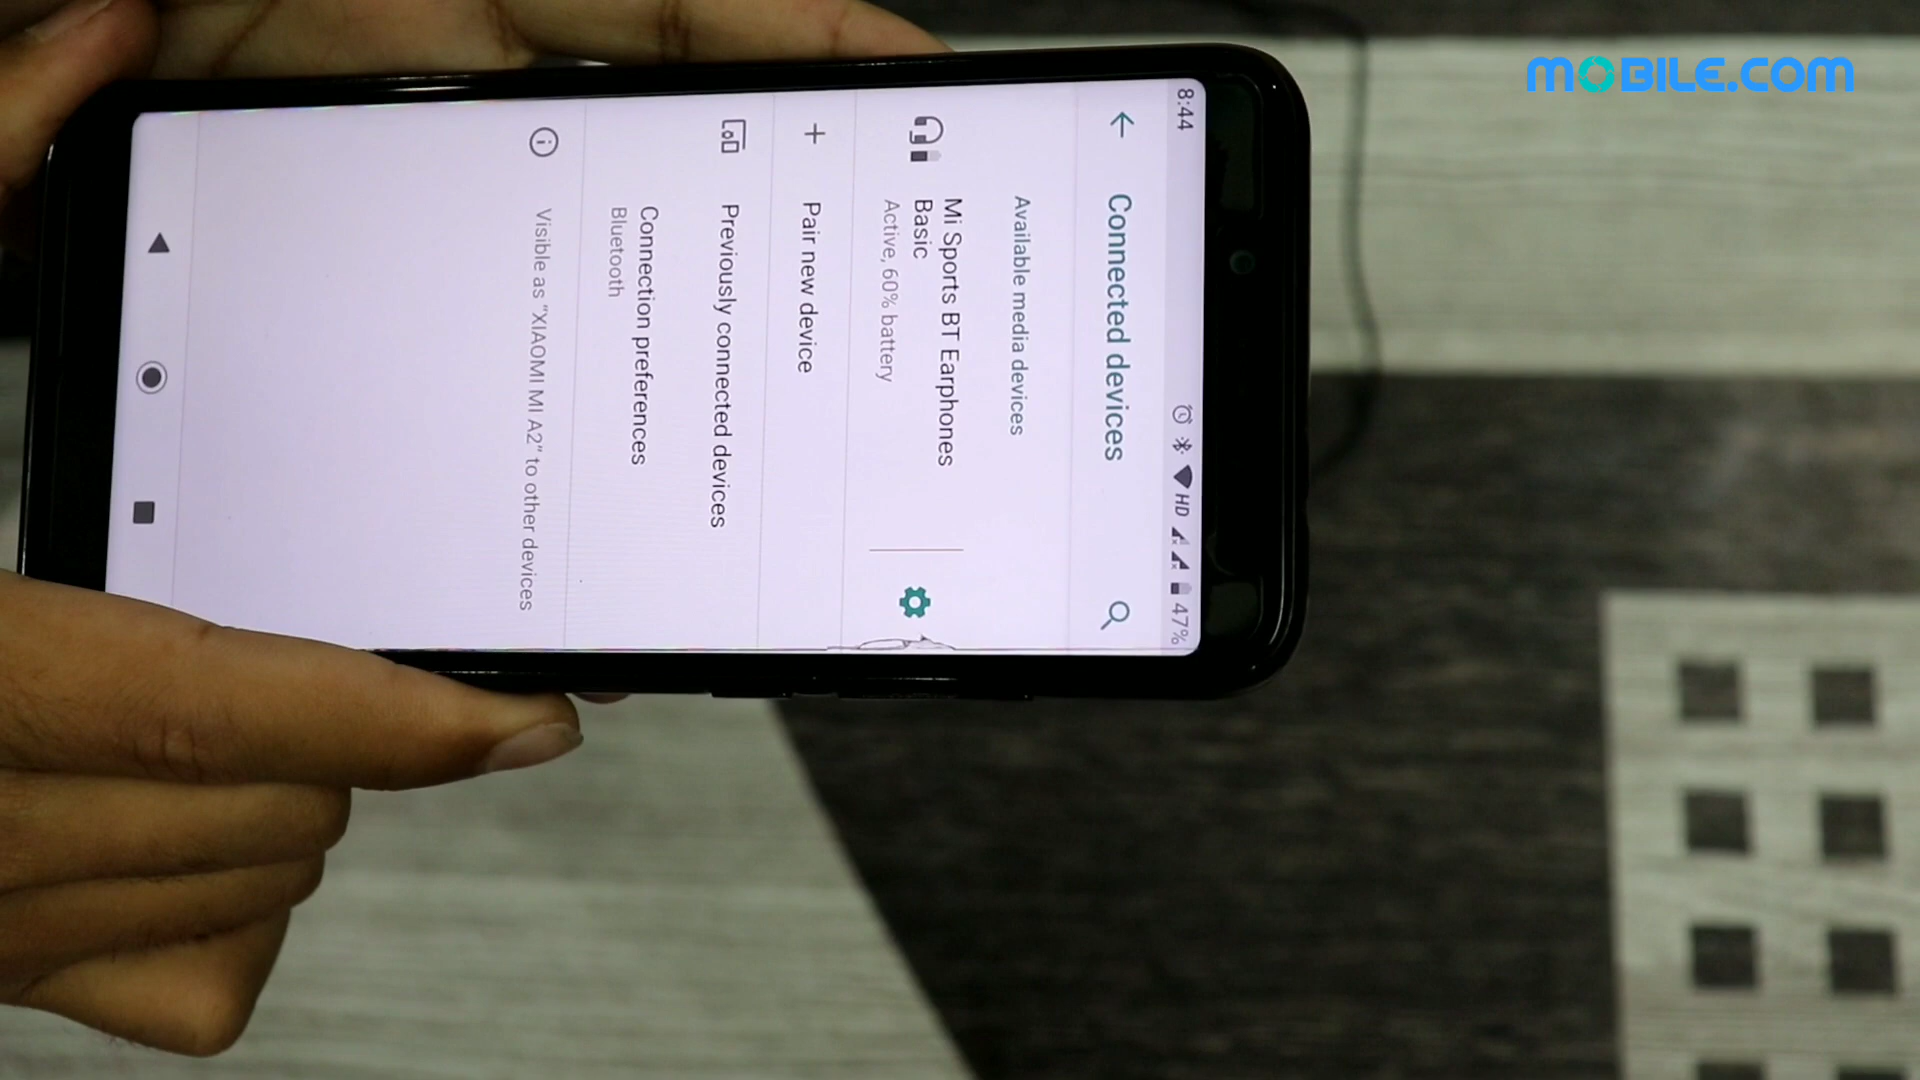 MOBILE.COM
8:44 HD 47%
Connected devices
Available media devices
Mi Sports BT Earphones
Basic
Active, 60% battery
Pair new device
Previously connected devices
Connection preferences
Bluetooth
Visible as "XIAOMI MI A2" to other devices